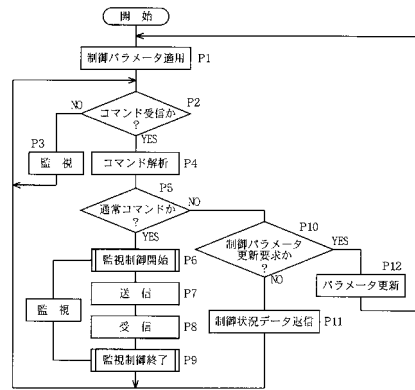 開始
制御パラメータ適用 P1
P2
コマンド受信か
?
NO
YES
P3
監視
コマンド解析 P4
P5
通常コマンドか
?
NO
YES
P10
制御パラメータ
更新要求か
?
YES
NO
監視制御開始 P6
P12
パラメータ更新
監視
送信 P7
受信 P8
制御状況データ返信 P11
監視制御終了 P9